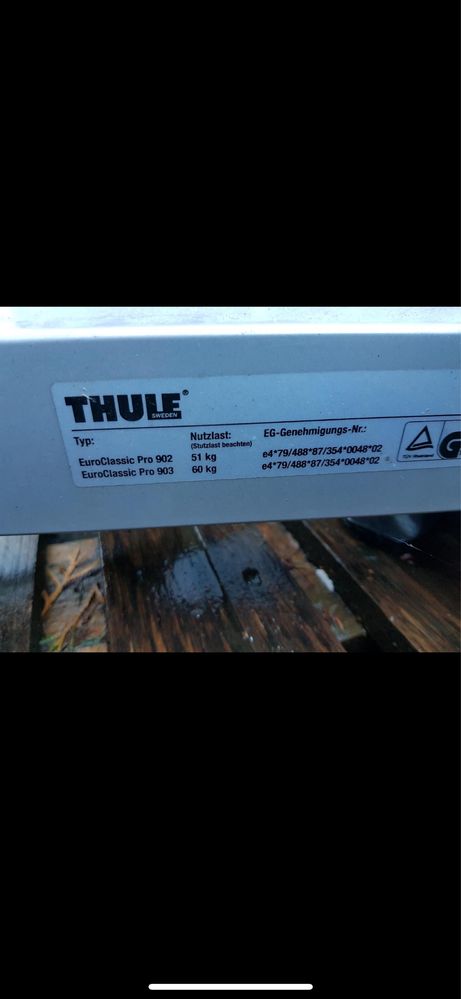 THULE®
SWEDEN
Typ: Nutzlast: EG-Genehmigungs-Nr.:
(Stutzlast beachten)
EuroClassic Pro 902 51 kg e4*79/488*87/354*0048*02
EuroClassic Pro 903 60 kg e4*79/488*87/354*0048*02